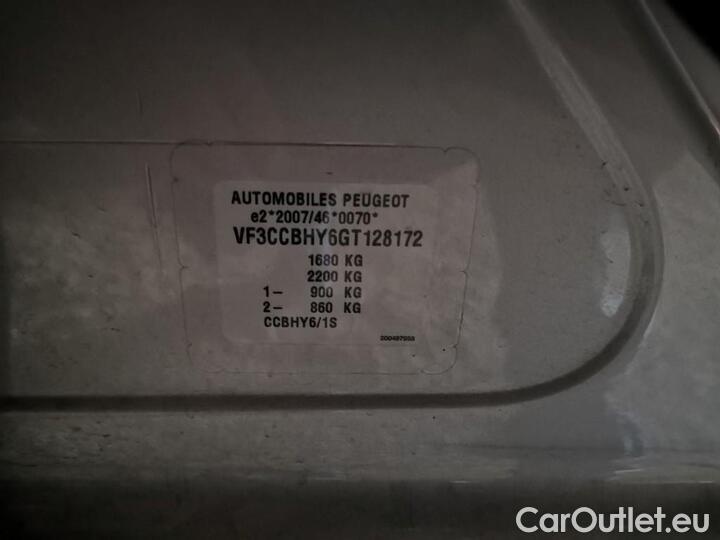 AUTOMOBILES PEUGEOT
e2*2007/46*0070*
VF3CCBHY6GT128172
1680 KG
2200 KG
1- 900 KG
2- 860 KG
CCBHY6/1S
CarOutlet.eu